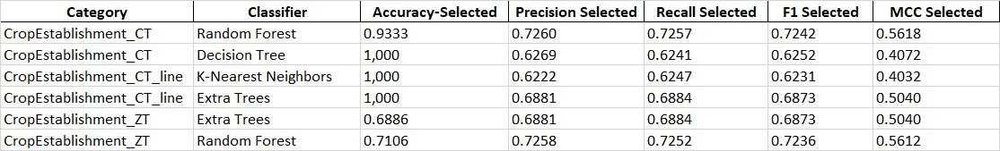 Category Classifier Accuracy-Selected Precision Selected Recall Selected F1 Selected MCC Selected
CropEstablishment_CT Random Forest 0.9333 0.7260 0.7257 0.7242 0.5618
CropEstablishment_CT Decision Tree 1,000 0.6269 0.6241 0.6252 0.4072
CropEstablishment_CT_line K-Nearest Neighbors 1,000 0.6222 0.6247 0.6231 0.4032
CropEstablishment_CT_line Extra Trees 1,000 0.6881 0.6884 0.6873 0.5040
CropEstablishment_ZT Extra Trees 0.6886 0.6881 0.6884 0.6873 0.5040
CropEstablishment_ZT Random Forest 0.7106 0.7258 0.7252 0.7236 0.5612